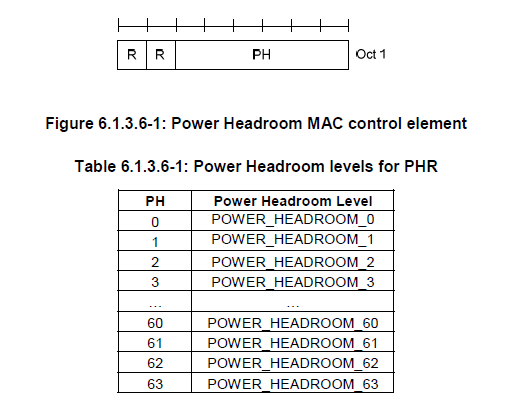 R R PH Oct 1
Figure 6.1.3.6-1: Power Headroom MAC control element
Table 6.1.3.6-1: Power Headroom levels for PHR
PH Power Headroom Level
0 POWER_HEADROOM_0
1 POWER_HEADROOM_1
2 POWER_HEADROOM_2
3 POWER_HEADROOM_3
... ...
60 POWER_HEADROOM_60
61 POWER_HEADROOM_61
62 POWER_HEADROOM_62
63 POWER_HEADROOM_63